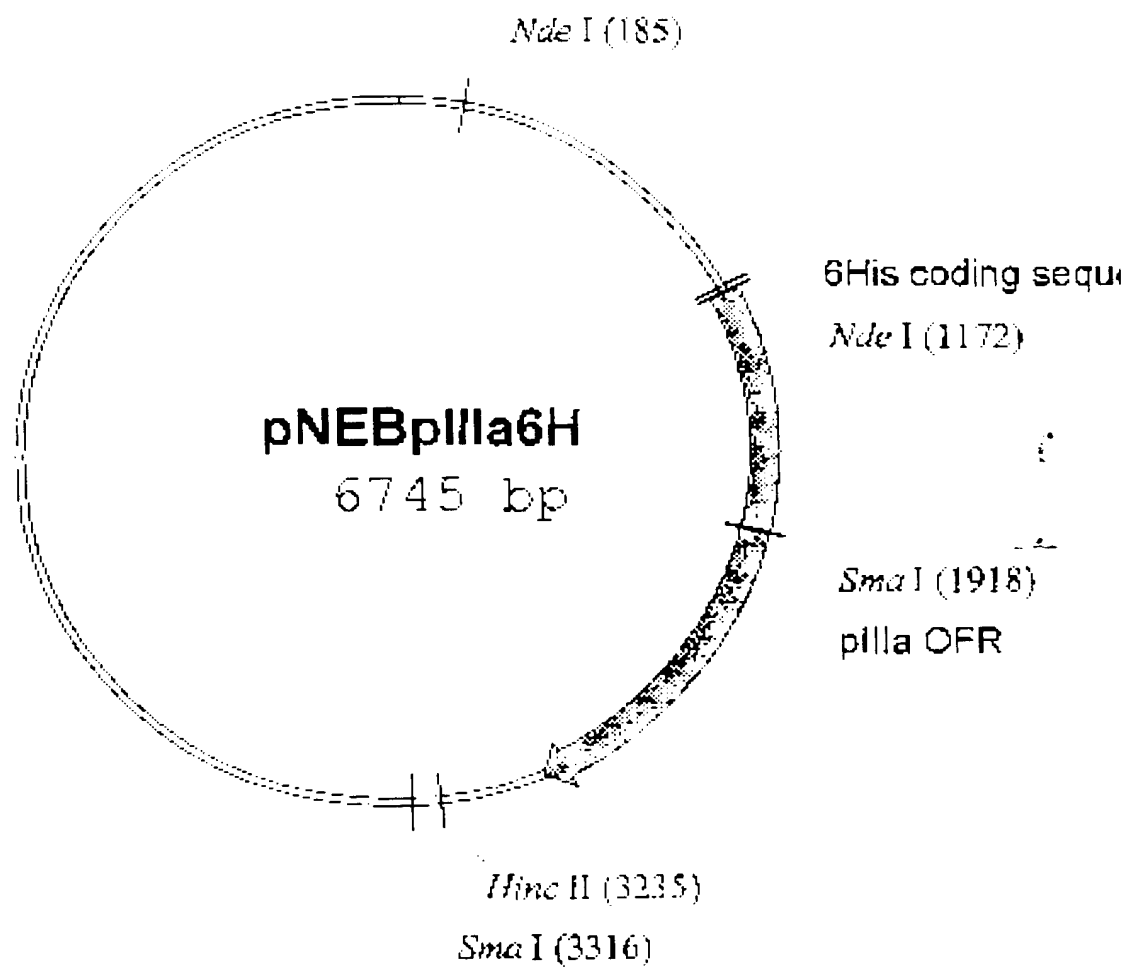 Nde I (185)
6His coding seque
Nde I (1172)
pNEBpIIIa6H
6745 bp
Sma I (1918)
pIIIa OFR
Hinc II (3235)
Sma I (3316)